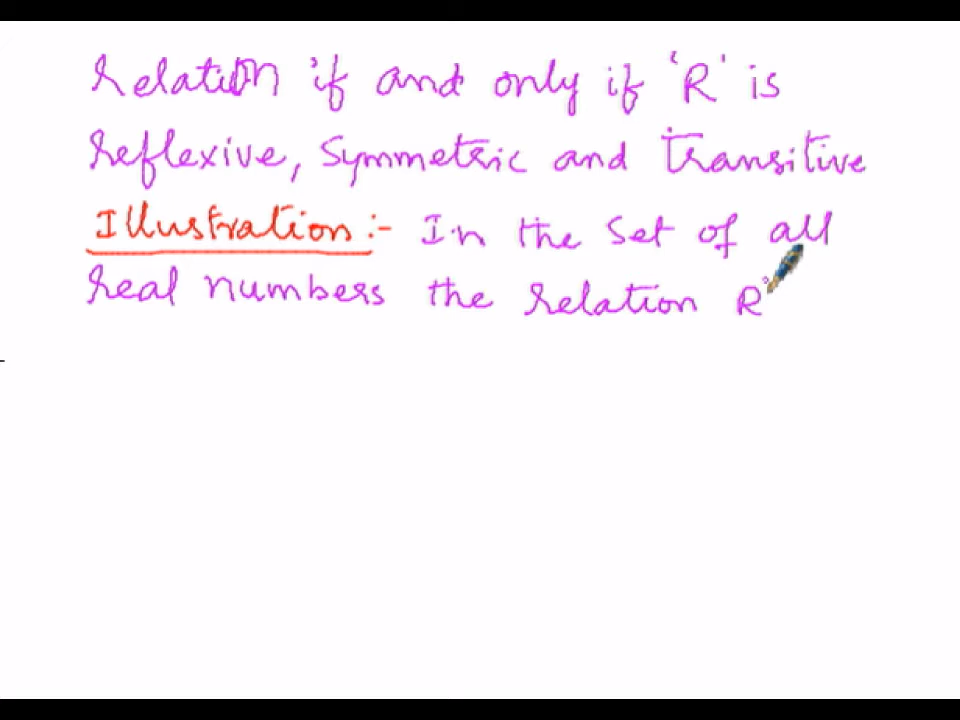 relation if and only if 'R' is
reflexive, Symmetric and transitive
Illustration :- In the set of all
real numbers the relation R'